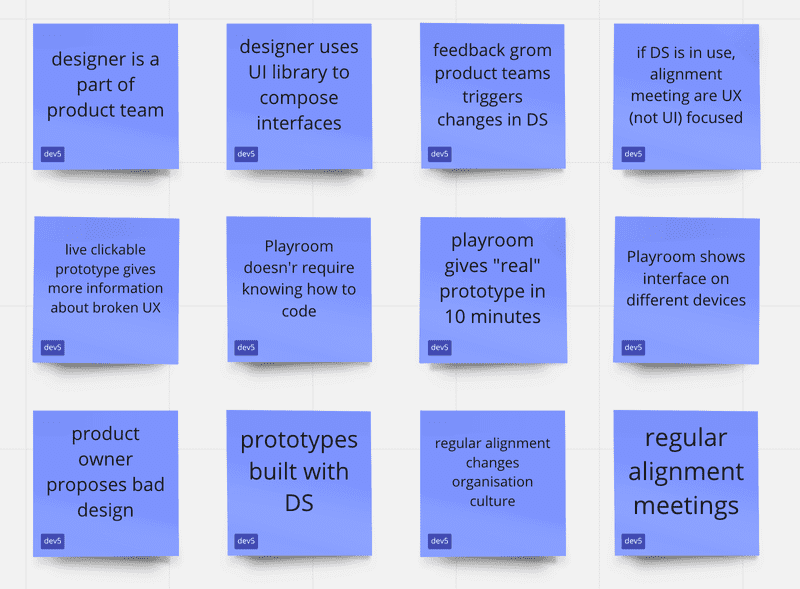 designer is a
part of
product team
dev5
designer uses
UI library to
compose
interfaces
dev5
feedback grom
product teams
triggers
changes in DS
dev5
if DS is in use,
alignment
meeting are UX
(not UI) focused
dev5
live clickable
prototype gives
more information
about broken UX
dev5
Playroom
doesn'r require
knowing how to
code
dev5
playroom
gives "real"
prototype in
10 minutes
dev5
Playroom shows
interface on
different devices
dev5
product
owner
proposes bad
design
dev5
prototypes
built with
DS
dev5
regular alignment
changes
organisation
culture
dev5
regular
alignment
meetings
dev5